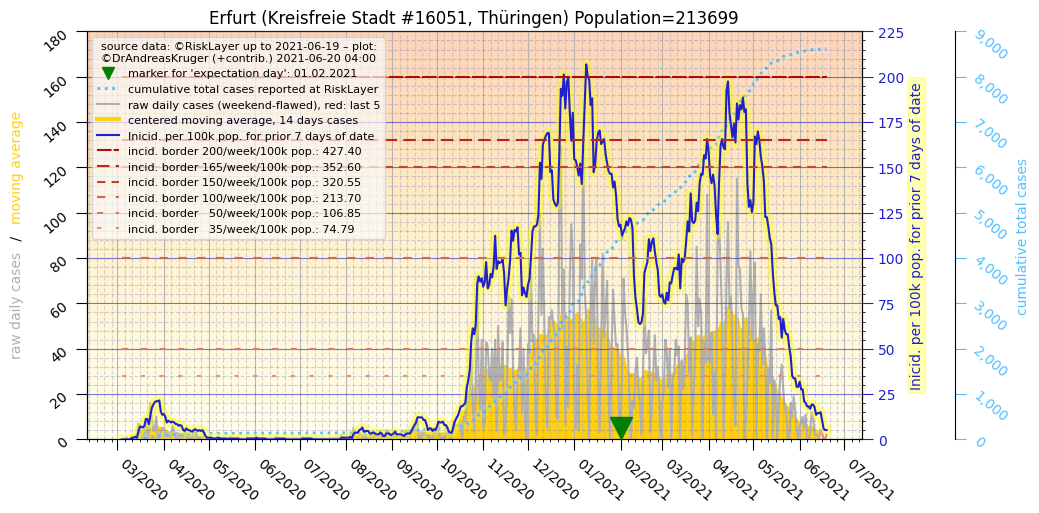 Erfurt (Kreisfreie Stadt #16051, Thüringen) Population=213699
source data: ©RiskLayer up to 2021-06-19 – plot:
©DrAndreasKruger (+contrib.) 2021-06-20 04:00
marker for 'expectation day': 01.02.2021
cumulative total cases reported at RiskLayer
raw daily cases (weekend-flawed), red: last 5
centered moving average, 14 days cases
Inicid. per 100k pop. for prior 7 days of date
incid. border 200/week/100k pop.: 427.40
incid. border 165/week/100k pop.: 352.60
incid. border 150/week/100k pop.: 320.55
incid. border 100/week/100k pop.: 213.70
incid. border 50/week/100k pop.: 106.85
incid. border 35/week/100k pop.: 74.79
raw daily cases / moving average
180
160
140
120
100
80
60
40
20
0
03/2020
04/2020
05/2020
06/2020
07/2020
08/2020
09/2020
10/2020
11/2020
12/2020
01/2021
02/2021
03/2021
04/2021
05/2021
06/2021
07/2021
225
200
175
150
125
100
75
50
25
0
Inicid. per 100k pop. for prior 7 days of date
9,000
8,000
7,000
6,000
5,000
4,000
3,000
2,000
1,000
0
cumulative total cases